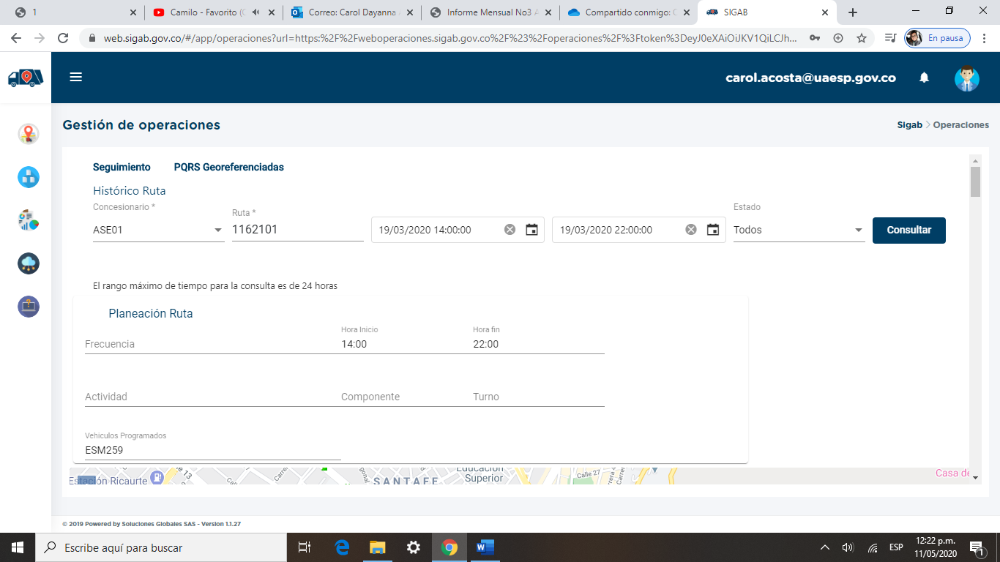 1
Camilo - Favorito (
Correo: Carol Dayanna
Informe Mensual No3 A
Compartido conmigo: C
SIGAB
web.sigab.gov.co/#/app/operaciones?url=https:%2F%2Fweboperaciones.sigab.gov.co%2F%23%2Foperaciones%2F%3Ftoken%3DeyJ0eXAiOiJKV1QiLCJh...
En pausa
carol.acosta@uaesp.gov.co
Gestión de operaciones
Sigab > Operaciones
Seguimiento PQRS Georeferenciadas
Histórico Ruta
Concesionario *
Ruta *
Estado
ASE01
1162101
19/03/2020 14:00:00
19/03/2020 22:00:00
Todos
Consultar
El rango máximo de tiempo para la consulta es de 24 horas
Planeación Ruta
Hora Inicio
Hora fin
Frecuencia
14:00
22:00
Actividad
Componente
Turno
Vehiculos Programados
ESM259
Estación Ricaurte
SANTAFE
Educación
Superior
Calle 27
Casa de
© 2019 Powered by Soluciones Globales SAS - Version 1.1.27
Escribe aquí para buscar
ESP
12:22 p.m.
11/05/2020
1